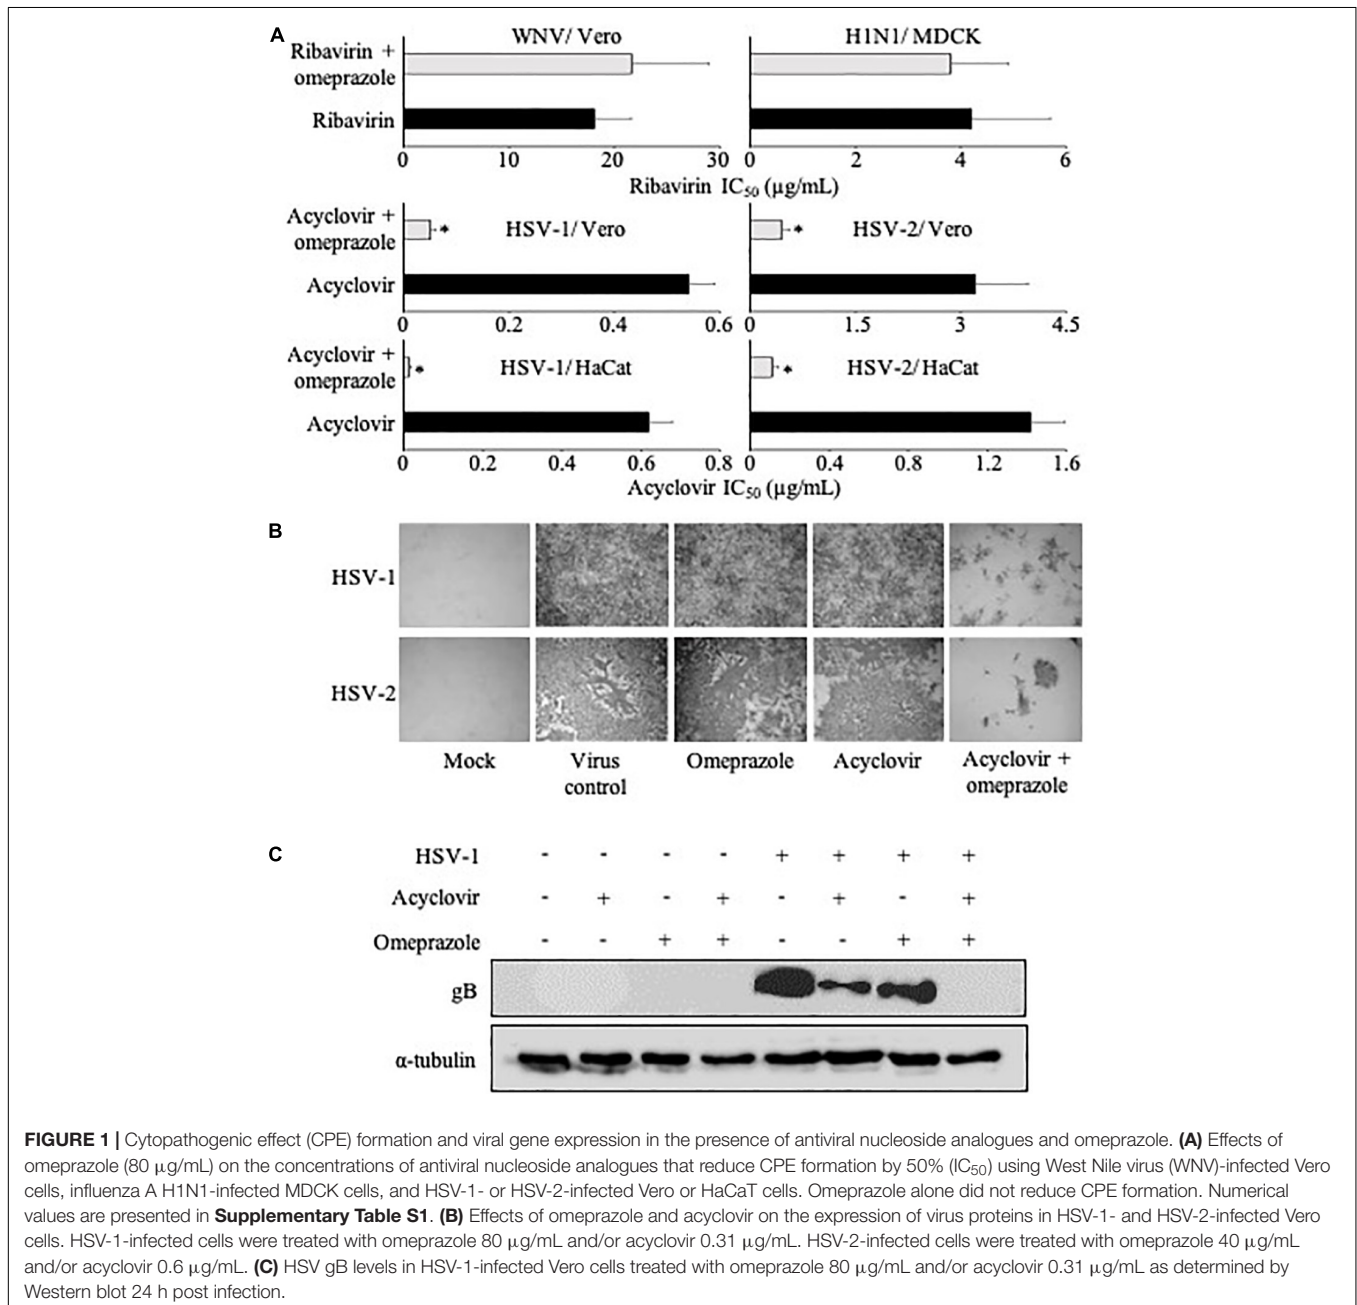 A
WNV/ Vero
H1N1/ MDCK
Ribavirin +
omeprazole
Ribavirin
0 10 20 30 0 2 4 6
Ribavirin IC50 (µg/mL)
Acyclovir +
omeprazole
* HSV-1/ Vero
* HSV-2/ Vero
Acyclovir
0 0.2 0.4 0.6 0 1.5 3 4.5
Acyclovir +
omeprazole
* HSV-1/ HaCat
* HSV-2/ HaCat
Acyclovir
0 0.2 0.4 0.6 0.8 0 0.4 0.8 1.2 1.6
Acyclovir IC50 (µg/mL)
B
HSV-1
HSV-2
Mock
Virus
control
Omeprazole
Acyclovir
Acyclovir +
omeprazole
C
HSV-1 - - - - + + + +
Acyclovir - + - + - + - +
Omeprazole - - + + - - + +
gB
α-tubulin
FIGURE 1 | Cytopathogenic effect (CPE) formation and viral gene expression in the presence of antiviral nucleoside analogues and omeprazole. (A) Effects of
omeprazole (80 µg/mL) on the concentrations of antiviral nucleoside analogues that reduce CPE formation by 50% (IC50) using West Nile virus (WNV)-infected Vero
cells, influenza A H1N1-infected MDCK cells, and HSV-1- or HSV-2-infected Vero or HaCaT cells. Omeprazole alone did not reduce CPE formation. Numerical
values are presented in Supplementary Table S1. (B) Effects of omeprazole and acyclovir on the expression of virus proteins in HSV-1- and HSV-2-infected Vero
cells. HSV-1-infected cells were treated with omeprazole 80 µg/mL and/or acyclovir 0.31 µg/mL. HSV-2-infected cells were treated with omeprazole 40 µg/mL
and/or acyclovir 0.6 µg/mL. (C) HSV gB levels in HSV-1-infected Vero cells treated with omeprazole 80 µg/mL and/or acyclovir 0.31 µg/mL as determined by
Western blot 24 h post infection.